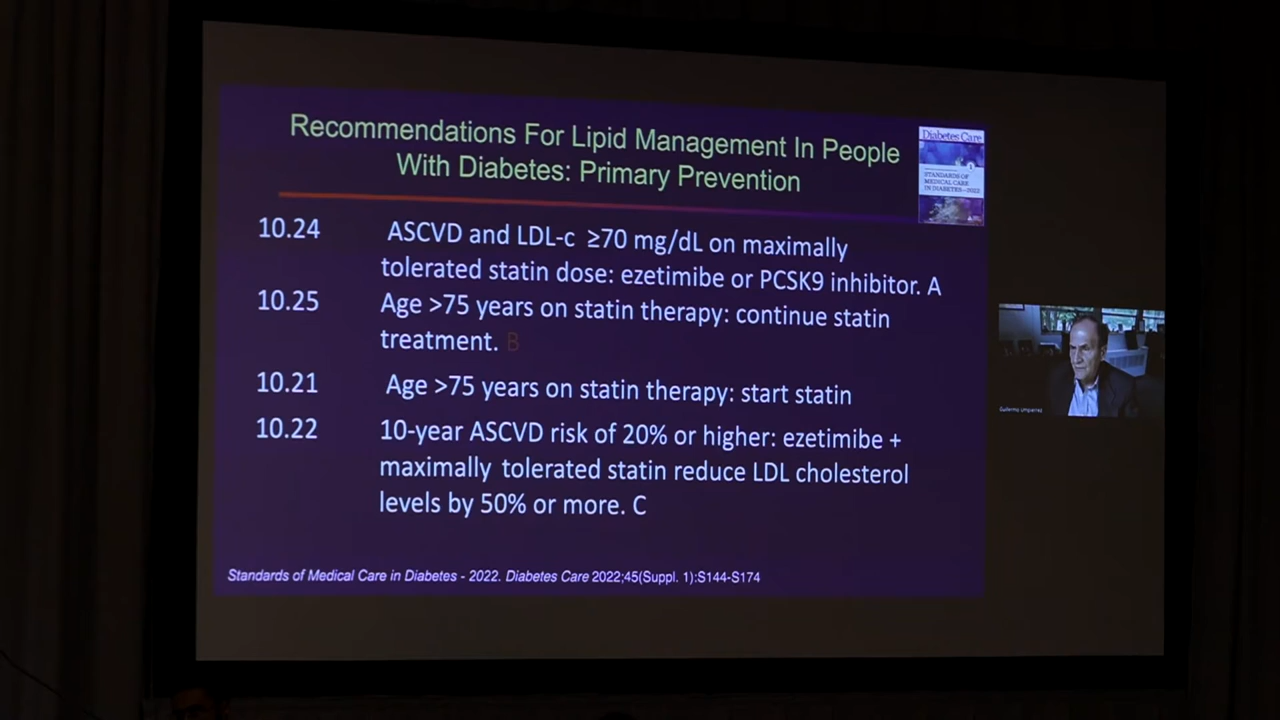 Recommendations For Lipid Management In People
With Diabetes: Primary Prevention
Diabetes Care
STANDARDS OF
MEDICAL CARE
IN DIABETES—2022
10.24 ASCVD and LDL-c ≥70 mg/dL on maximally
tolerated statin dose: ezetimibe or PCSK9 inhibitor. A
10.25 Age >75 years on statin therapy: continue statin
treatment. B
10.21 Age >75 years on statin therapy: start statin
10.22 10-year ASCVD risk of 20% or higher: ezetimibe +
maximally tolerated statin reduce LDL cholesterol
levels by 50% or more. C
Standards of Medical Care in Diabetes - 2022. Diabetes Care 2022;45(Suppl. 1):S144-S174
Guillermo Umpierrez